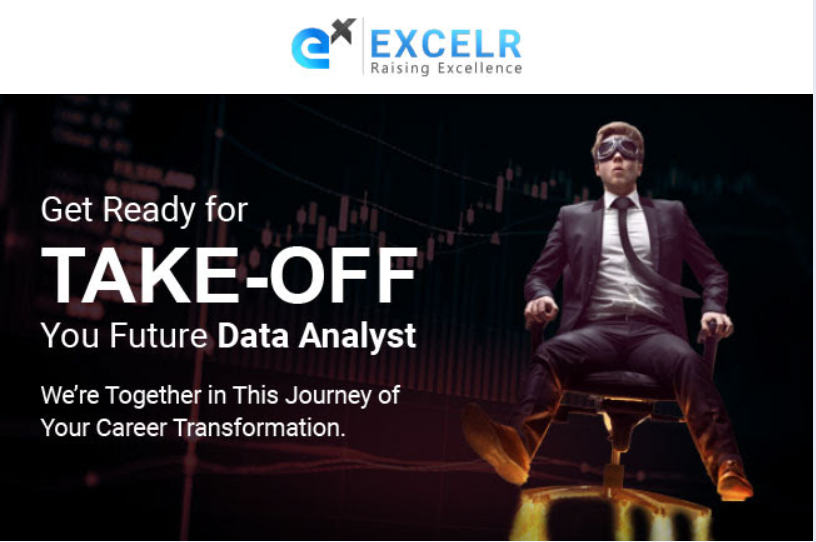 EXCELR
Raising Excellence
Get Ready for
TAKE-OFF
You Future Data Analyst
We're Together in This Journey of
Your Career Transformation.